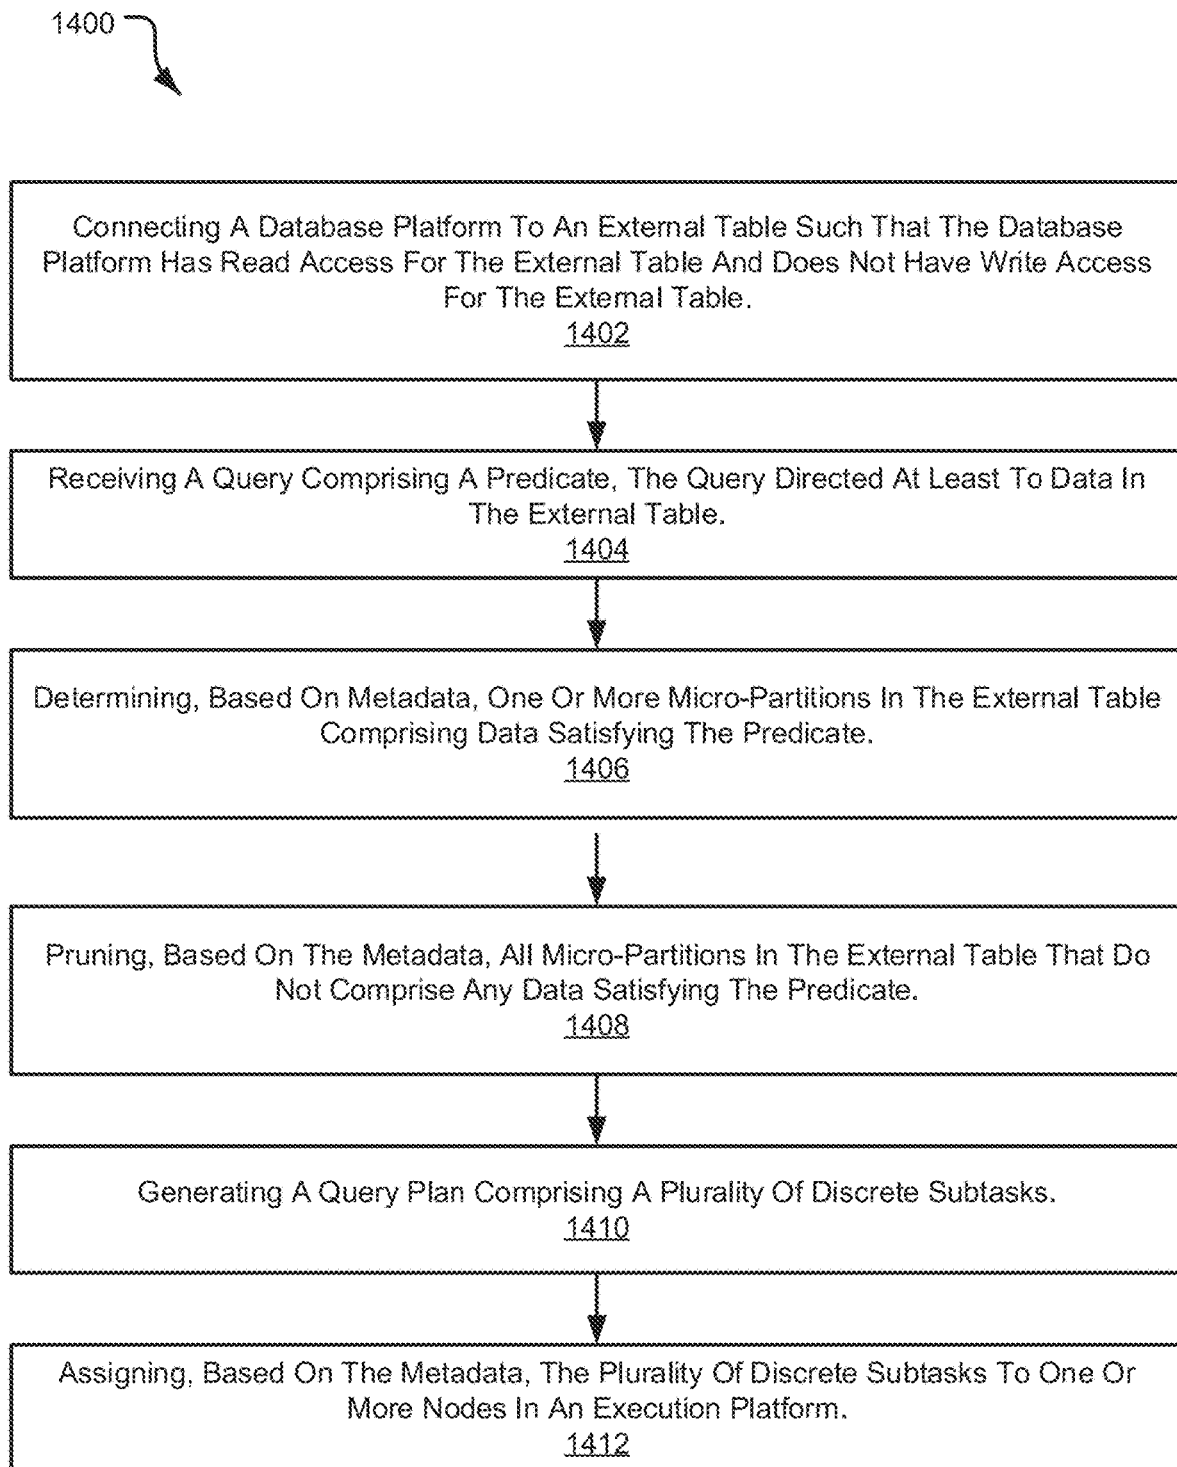 1400
Connecting A Database Platform To An External Table Such That The Database
Platform Has Read Access For The External Table And Does Not Have Write Access
For The External Table.
1402
Receiving A Query Comprising A Predicate, The Query Directed At Least To Data In
The External Table.
1404
Determining, Based On Metadata, One Or More Micro-Partitions In The External Table
Comprising Data Satisfying The Predicate.
1406
Pruning, Based On The Metadata, All Micro-Partitions In The External Table That Do
Not Comprise Any Data Satisfying The Predicate.
1408
Generating A Query Plan Comprising A Plurality Of Discrete Subtasks.
1410
Assigning, Based On The Metadata, The Plurality Of Discrete Subtasks To One Or
More Nodes In An Execution Platform.
1412